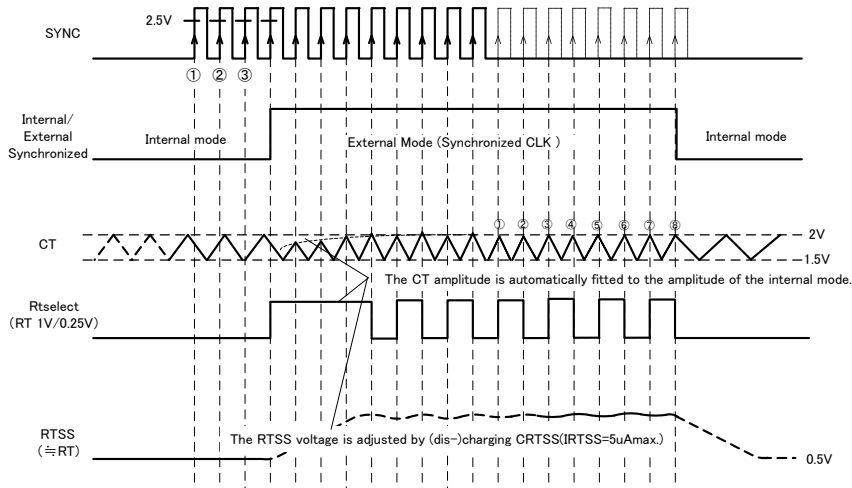 2.5V
SYNC
① ② ③
Internal/
External
Synchronized
Internal mode
External Mode (Synchronized CLK )
Internal mode
① ② ③ ④ ⑤ ⑥ ⑦ ⑧
CT
2V
1.5V
The CT amplitude is automatically fitted to the amplitude of the internal mode.
Rtselect
(RT 1V/0.25V)
The RTSS voltage is adjusted by (dis-)charging CRTSS(IRTSS=5uAmax.)
RTSS
(≒RT)
0.5V